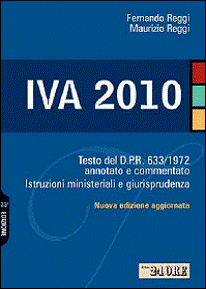 Fernando Reggi
Maurizio Reggi
IVA 2010
Testo del D.P.R. 633/1972
annotato e commentato
Istruzioni ministeriali e giurisprudenza
Nuova edizione aggiornata
EDIZIONE
24 ORE